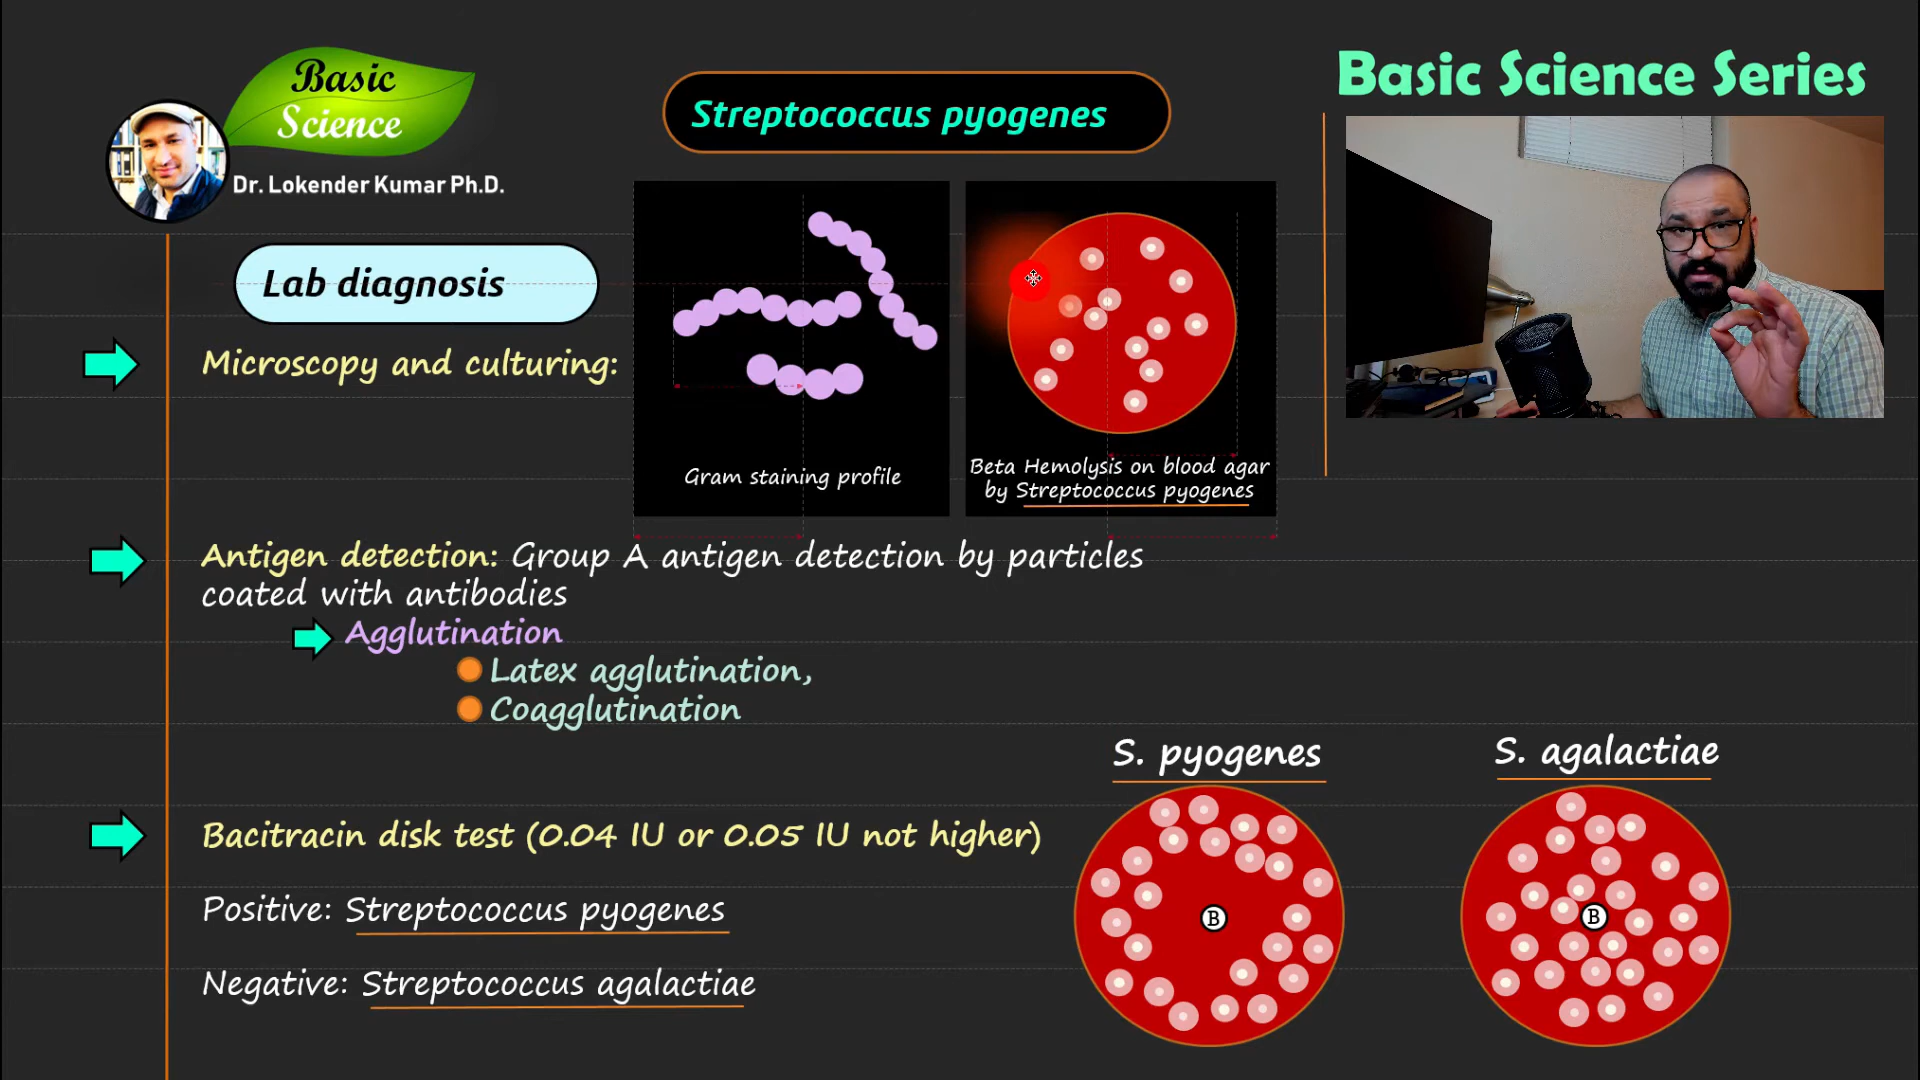 Basic
Science
Dr. Lokender Kumar Ph.D.
Streptococcus pyogenes
Basic Science Series
Lab diagnosis
Microscopy and culturing:
Gram staining profile
Beta Hemolysis on blood agar
by Streptococcus pyogenes
Antigen detection: Group A antigen detection by particles
coated with antibodies
Agglutination
Latex agglutination,
Coagglutination
Bacitracin disk test (0.04 IU or 0.05 IU not higher)
Positive: Streptococcus pyogenes
Negative: Streptococcus agalactiae
S. pyogenes
B
S. agalactiae
B